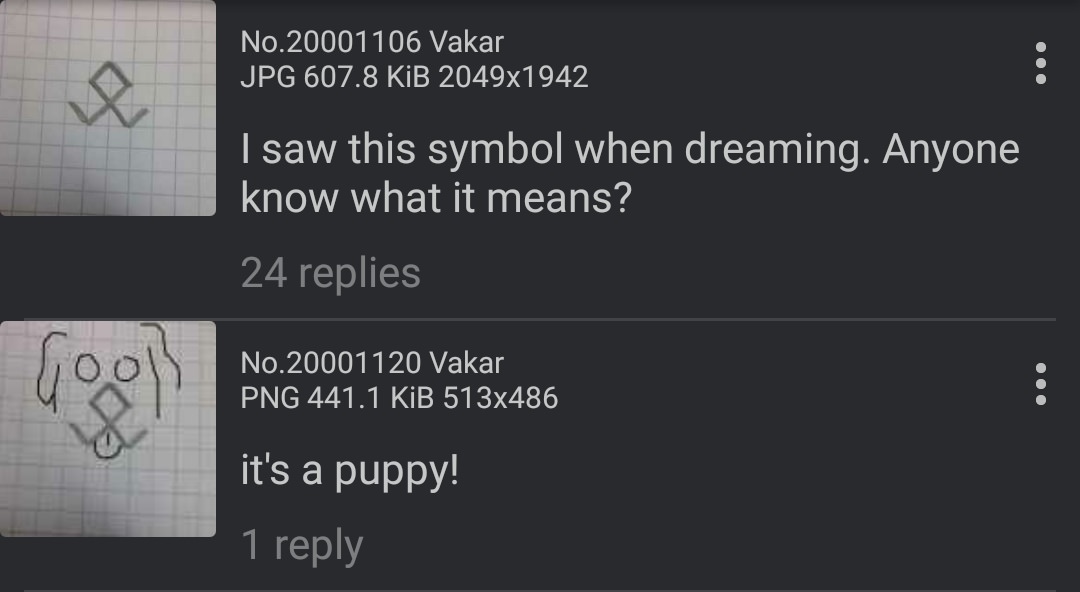 No.20001106 Vakar
JPG 607.8 KiB 2049x1942
I saw this symbol when dreaming. Anyone
know what it means?
24 replies
No.20001120 Vakar
PNG 441.1 KiB 513x486
it's a puppy!
1 reply